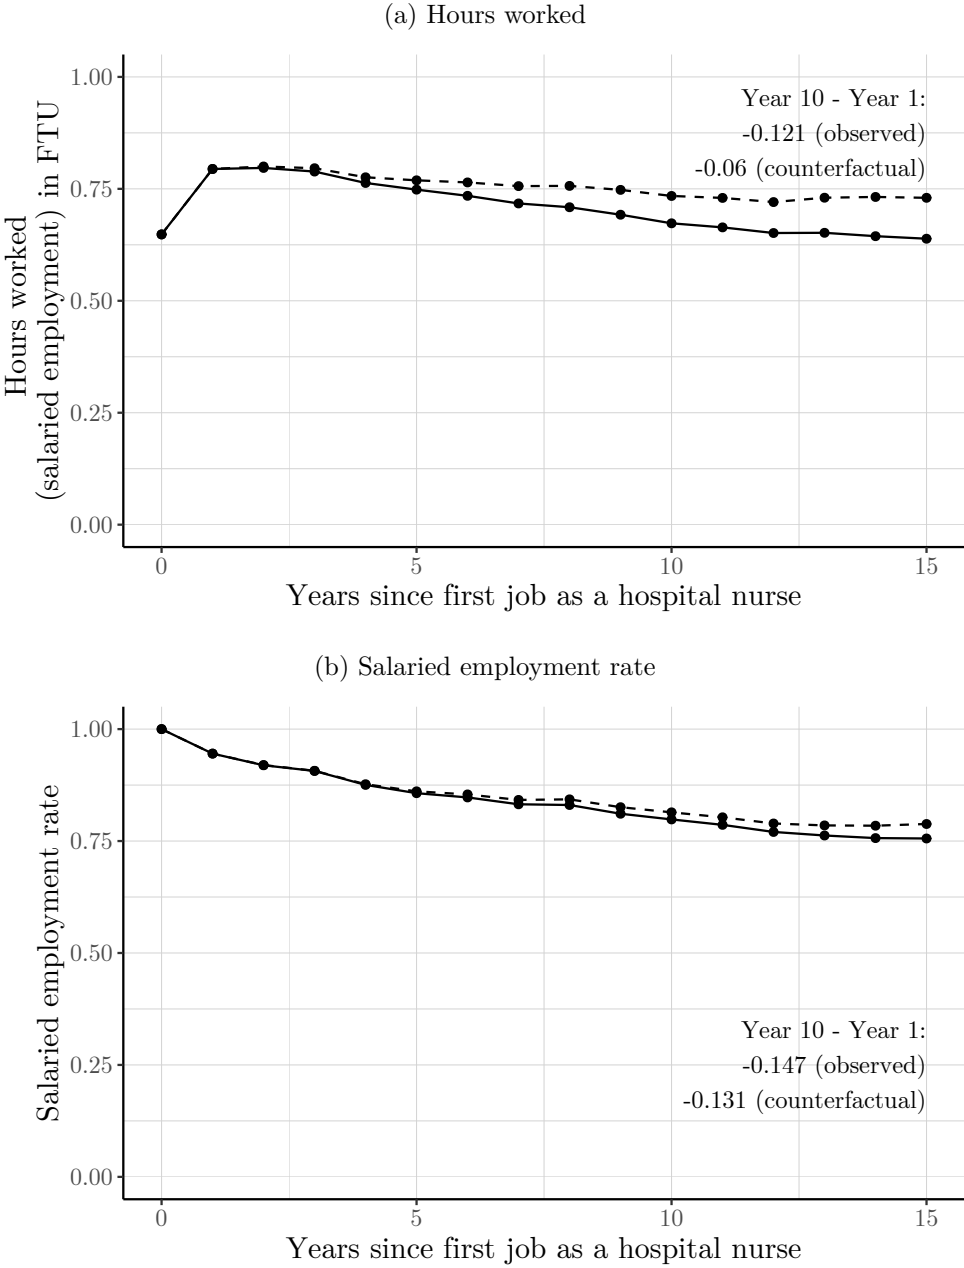 (a) Hours worked
Hours worked
(salaried employment) in FTU
1.00
0.75
0.50
0.25
0.00
Year 10 - Year 1:
-0.121 (observed)
-0.06 (counterfactual)
0 5 10 15
Years since first job as a hospital nurse
(b) Salaried employment rate
Salaried employment rate
1.00
0.75
0.50
0.25
0.00
Year 10 - Year 1:
-0.147 (observed)
-0.131 (counterfactual)
0 5 10 15
Years since first job as a hospital nurse